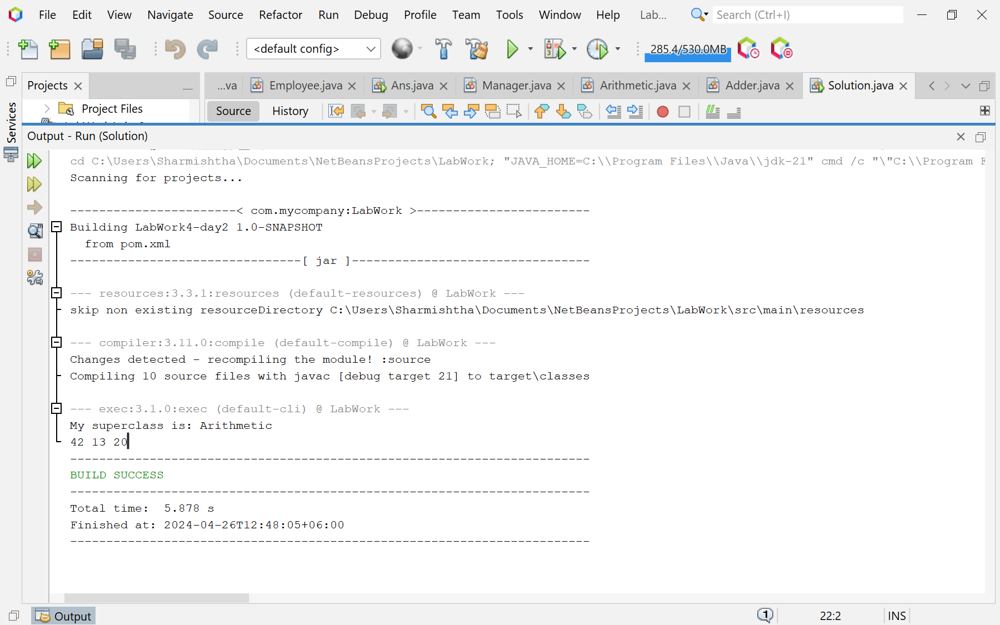 File Edit View Navigate Source Refactor Run Debug Profile Team Tools Window Help Lab... Search (Ctrl+I)
<default config> 285.4/530.0MB
Projects ...va Employee.java Ans.java Manager.java Arithmetic.java Adder.java Solution.java
Project Files Source History
Services
Output - Run (Solution)
cd C:\Users\Sharmishtha\Documents\NetBeansProjects\LabWork; "JAVA_HOME=C:\\Program Files\\Java\\jdk-21" cmd /c "\"C:\\Program F
Scanning for projects...
-----------------------< com.mycompany:LabWork >------------------------
Building LabWork4-day2 1.0-SNAPSHOT
from pom.xml
--------------------------------[ jar ]---------------------------------
--- resources:3.3.1:resources (default-resources) @ LabWork ---
skip non existing resourceDirectory C:\Users\Sharmishtha\Documents\NetBeansProjects\LabWork\src\main\resources
--- compiler:3.11.0:compile (default-compile) @ LabWork ---
Changes detected - recompiling the module! :source
Compiling 10 source files with javac [debug target 21] to target\classes
--- exec:3.1.0:exec (default-cli) @ LabWork ---
My superclass is: Arithmetic
42 13 20
------------------------------------------------------------------------
BUILD SUCCESS
------------------------------------------------------------------------
Total time:  5.878 s
Finished at: 2024-04-26T12:48:05+06:00
------------------------------------------------------------------------
Output 1 22:2 INS